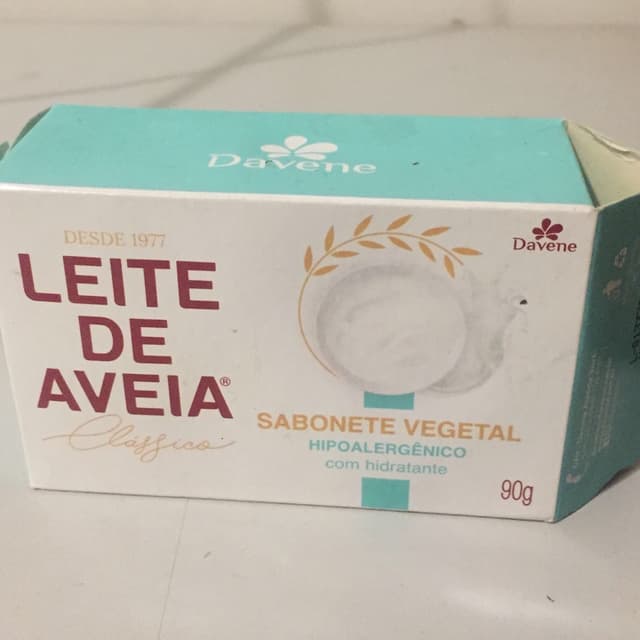 Davene
DESDE 1977
LEITE
DE
AVEIA®
Clássico
Davene
SABONETE VEGETAL
HIPOALERGÊNICO
com hidratante
90g